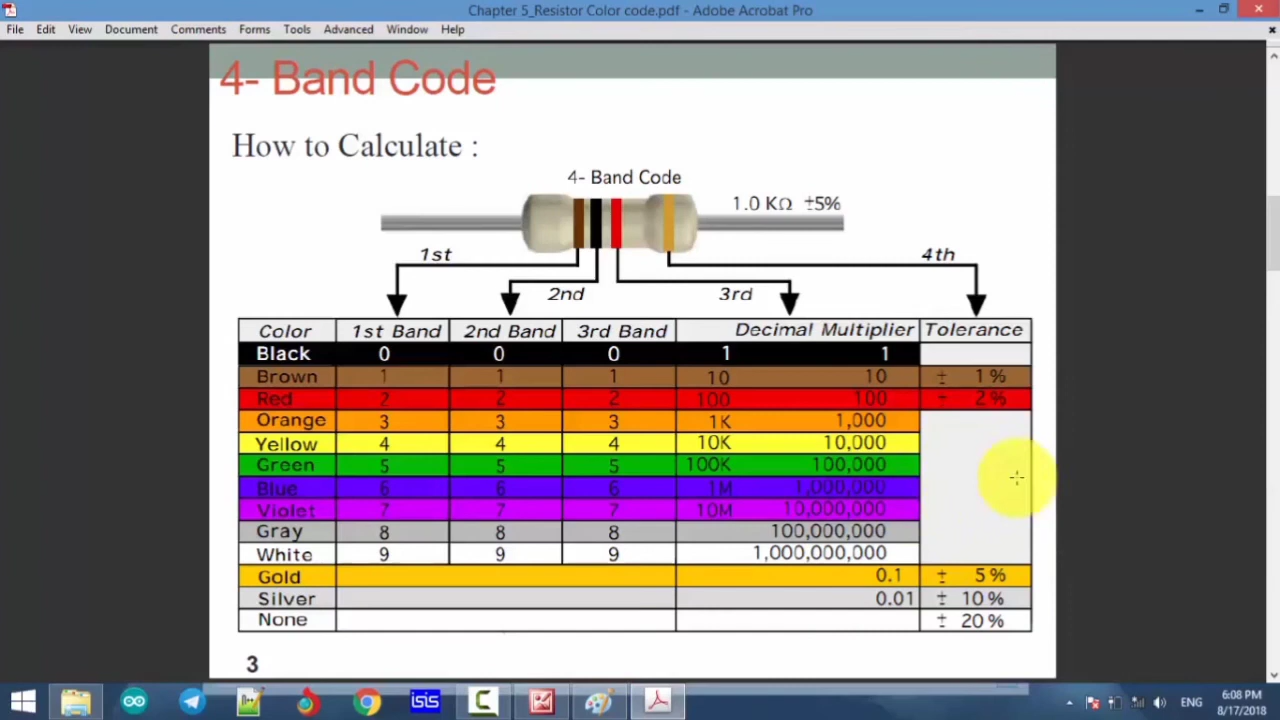 Chapter 5_Resistor Color code.pdf - Adobe Acrobat Pro
File Edit View Document Comments Forms Tools Advanced Window Help
4- Band Code
How to Calculate :
4- Band Code
1.0 KΩ ±5%
1st 4th
2nd 3rd
Color 1st Band 2nd Band 3rd Band Decimal Multiplier Tolerance
Black 0 0 0 1 1
Brown 1 1 1 10 10 ± 1%
Red 2 2 2 100 100 ± 2%
Orange 3 3 3 1K 1,000
Yellow 4 4 4 10K 10,000
Green 5 5 5 100K 100,000
Blue 6 6 6 1M 1,000,000
Violet 7 7 7 10M 10,000,000
Gray 8 8 8 100,000,000
White 9 9 9 1,000,000,000
Gold 0.1 ± 5%
Silver 0.01 ± 10%
None ± 20%
3
isis
C
ENG
6:08 PM
8/17/2018